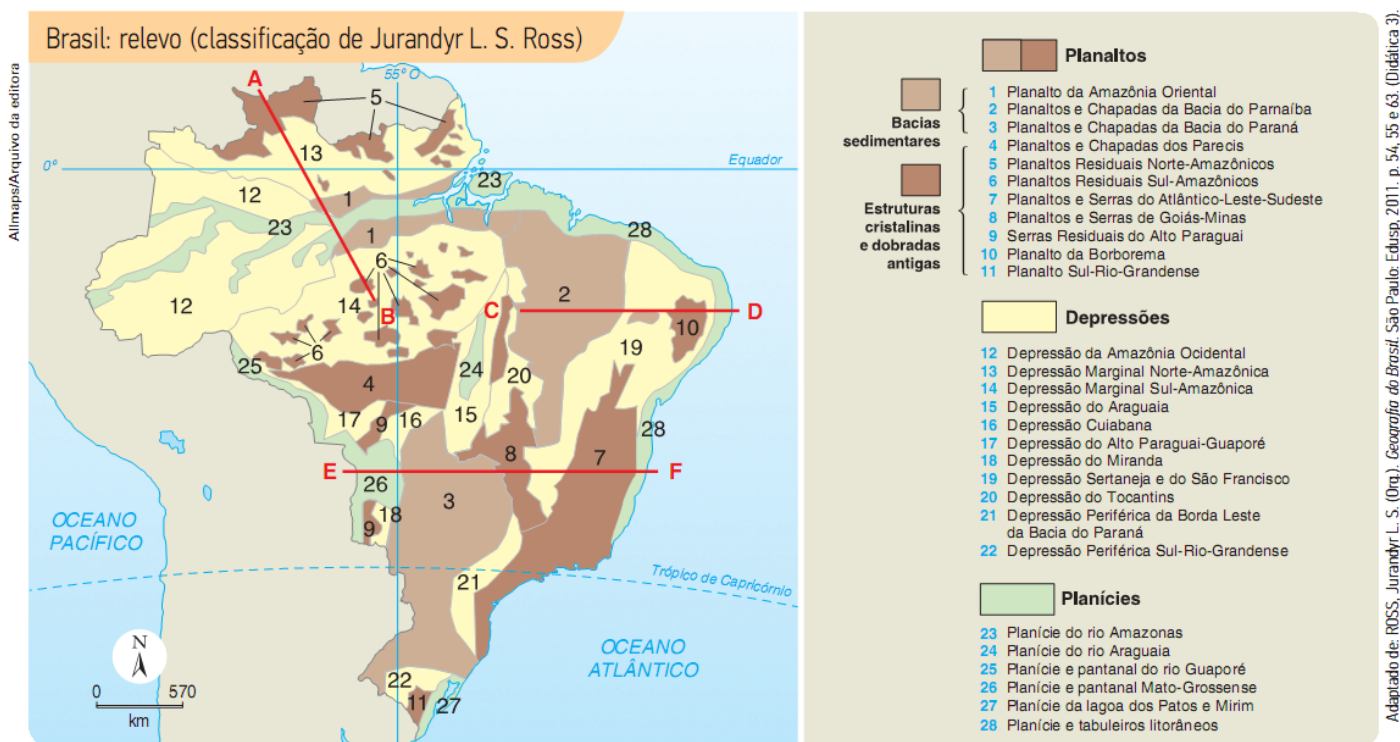 Brasil: relevo (classificação de Jurandyr L. S. Ross)
Allmaps/Arquivo da editora
A
55º O
5
13
0º
Equador
12
23
1
23
28
1
6
2
C
D
14
B
10
12
6
19
25
24
20
4
15
17
9
16
28
8
7
E
F
26
3
18
9
OCEANO
PACÍFICO
21
Trópico de Capricórnio
N
OCEANO
ATLÂNTICO
22
11
27
0
570
km
Planaltos
Bacias
sedimentares
Estruturas
cristalinas
e dobradas
antigas
1 Planalto da Amazônia Oriental
2 Planaltos e Chapadas da Bacia do Parnaíba
3 Planaltos e Chapadas da Bacia do Paraná
4 Planaltos e Chapadas dos Parecis
5 Planaltos Residuais Norte-Amazônicos
6 Planaltos Residuais Sul-Amazônicos
7 Planaltos e Serras do Atlântico-Leste-Sudeste
8 Planaltos e Serras de Goiás-Minas
9 Serras Residuais do Alto Paraguai
10 Planalto da Borborema
11 Planalto Sul-Rio-Grandense
Depressões
12 Depressão da Amazônia Ocidental
13 Depressão Marginal Norte-Amazônica
14 Depressão Marginal Sul-Amazônica
15 Depressão do Araguaia
16 Depressão Cuiabana
17 Depressão do Alto Paraguai-Guaporé
18 Depressão do Miranda
19 Depressão Sertaneja e do São Francisco
20 Depressão do Tocantins
21 Depressão Periférica da Borda Leste
da Bacia do Paraná
22 Depressão Periférica Sul-Rio-Grandense
Planícies
23 Planície do rio Amazonas
24 Planície do rio Araguaia
25 Planície e pantanal do rio Guaporé
26 Planície e pantanal Mato-Grossense
27 Planície da lagoa dos Patos e Mirim
28 Planície e tabuleiros litorâneos
Adaptado de: ROSS, Jurandyr L. S. (Org.). Geografia do Brasil. São Paulo: Edusp, 2011. p. 54, 55 e 63. (Didática 3).